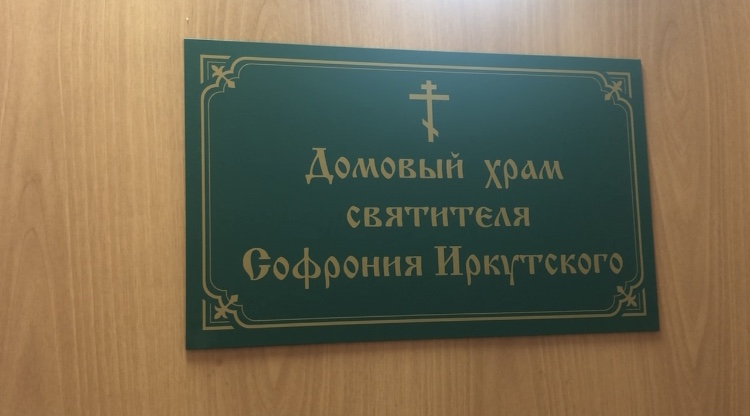 Домовый храм
святителя
Софрония Иркутского